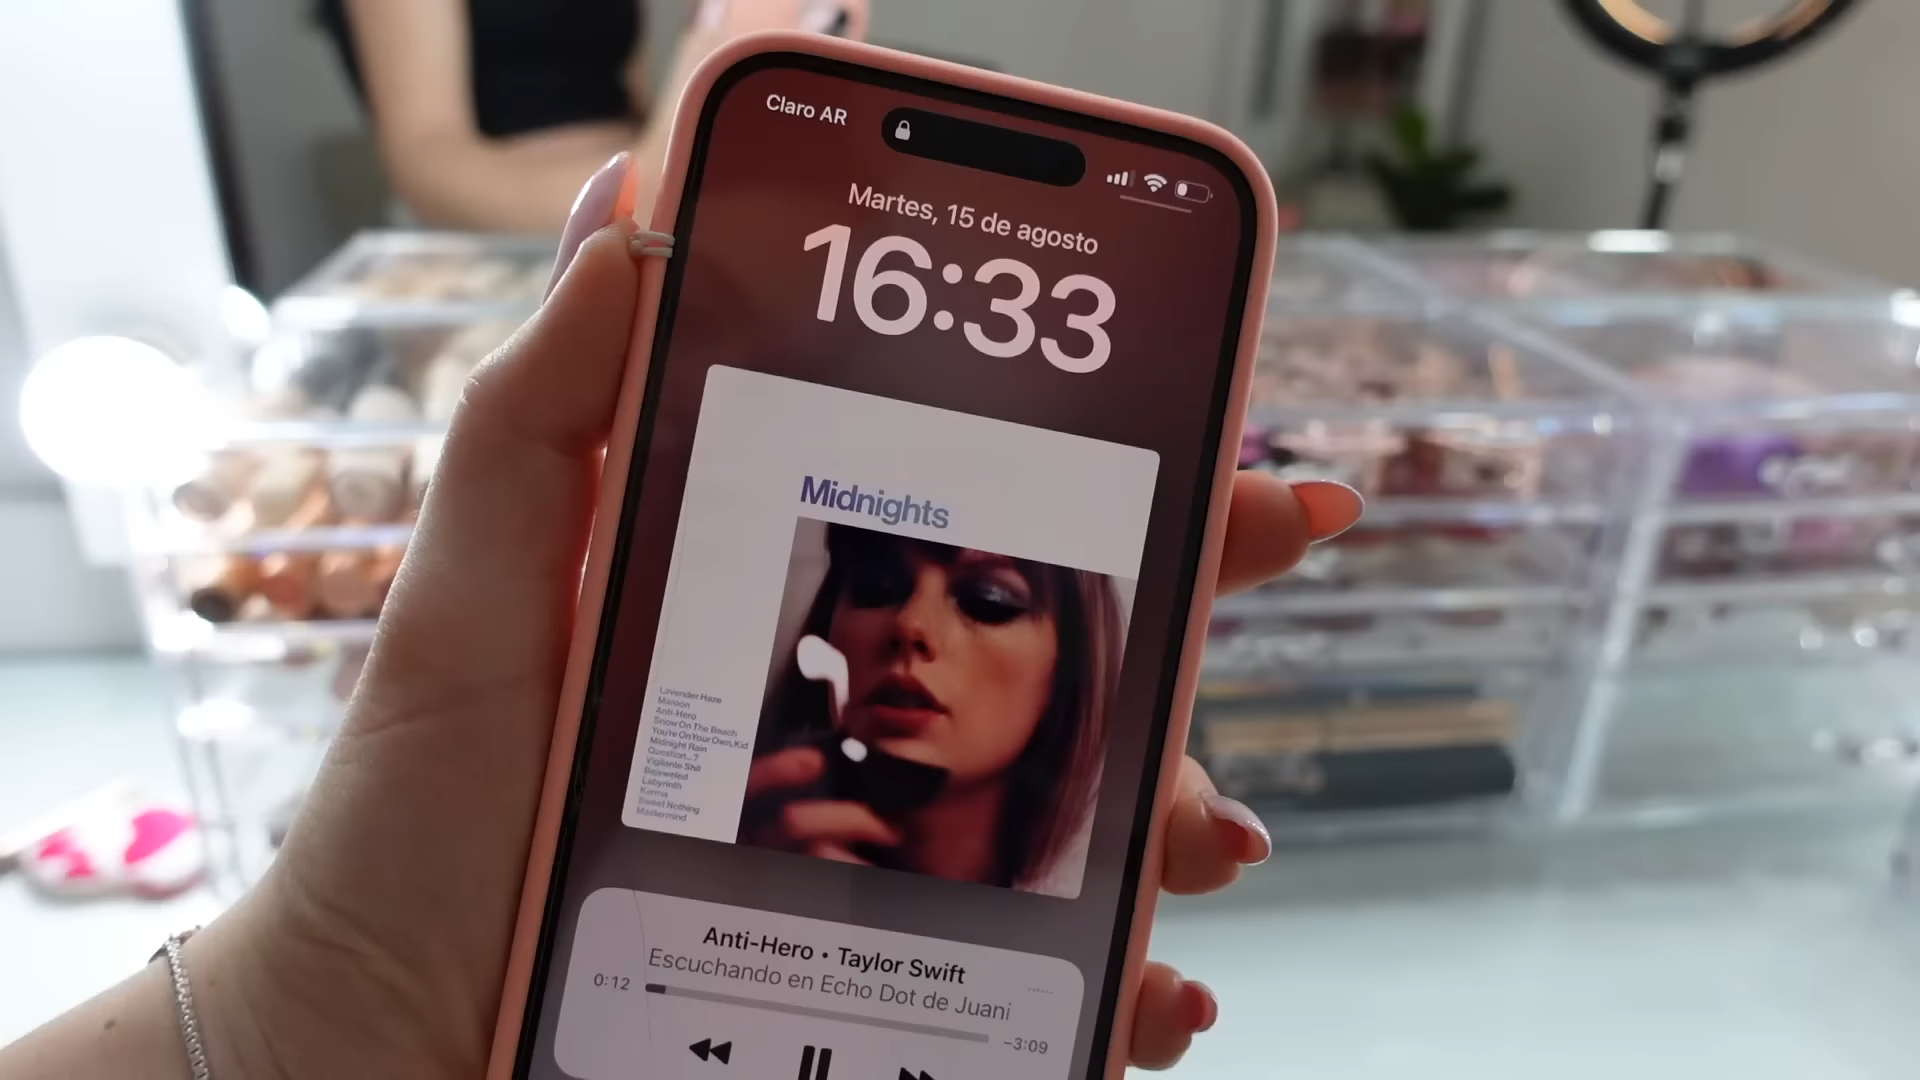 Claro AR
Martes, 15 de agosto
16:33
Midnights
Lavender Haze
Maroon
Anti-Hero
Snow On The Beach
You're On Your Own, Kid
Midnight Rain
Question...?
Vigilante Shit
Bejeweled
Labyrinth
Karma
Sweet Nothing
Mastermind
Anti-Hero • Taylor Swift
Escuchando en Echo Dot de Juani
0:12
-3:09